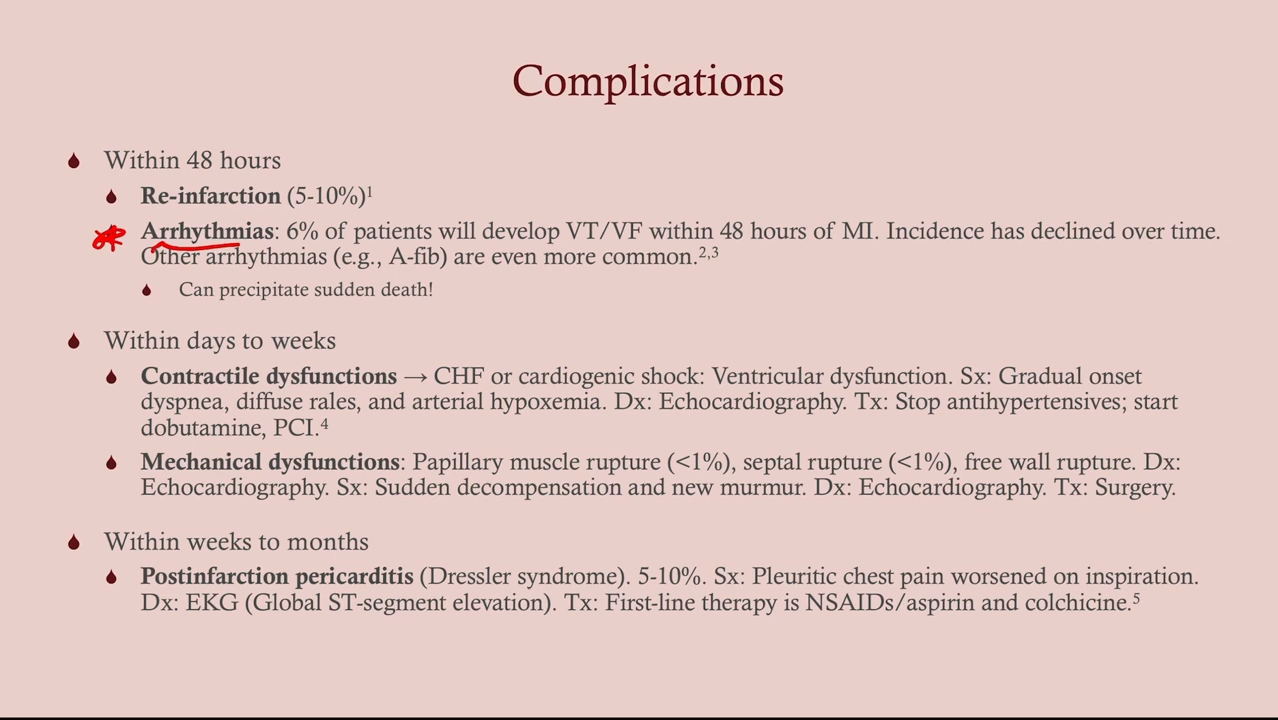 Complications
Within 48 hours
Re-infarction (5-10%)¹
Arrhythmias: 6% of patients will develop VT/VF within 48 hours of MI. Incidence has declined over time.
Other arrhythmias (e.g., A-fib) are even more common.²,³
Can precipitate sudden death!
Within days to weeks
Contractile dysfunctions → CHF or cardiogenic shock: Ventricular dysfunction. Sx: Gradual onset
dyspnea, diffuse rales, and arterial hypoxemia. Dx: Echocardiography. Tx: Stop antihypertensives; start
dobutamine, PCI.⁴
Mechanical dysfunctions: Papillary muscle rupture (<1%), septal rupture (<1%), free wall rupture. Dx:
Echocardiography. Sx: Sudden decompensation and new murmur. Dx: Echocardiography. Tx: Surgery.
Within weeks to months
Postinfarction pericarditis (Dressler syndrome). 5-10%. Sx: Pleuritic chest pain worsened on inspiration.
Dx: EKG (Global ST-segment elevation). Tx: First-line therapy is NSAIDs/aspirin and colchicine.⁵